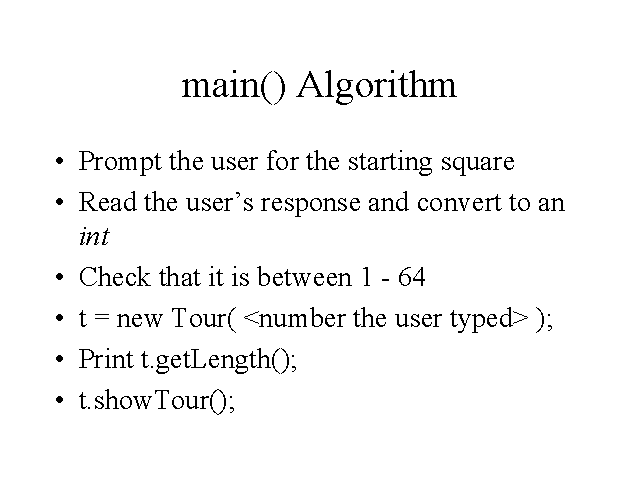 main() Algorithm
• Prompt the user for the starting square
• Read the user’s response and convert to an
int
• Check that it is between 1 - 64
• t = new Tour( <number the user typed> );
• Print t.getLength();
• t.showTour();